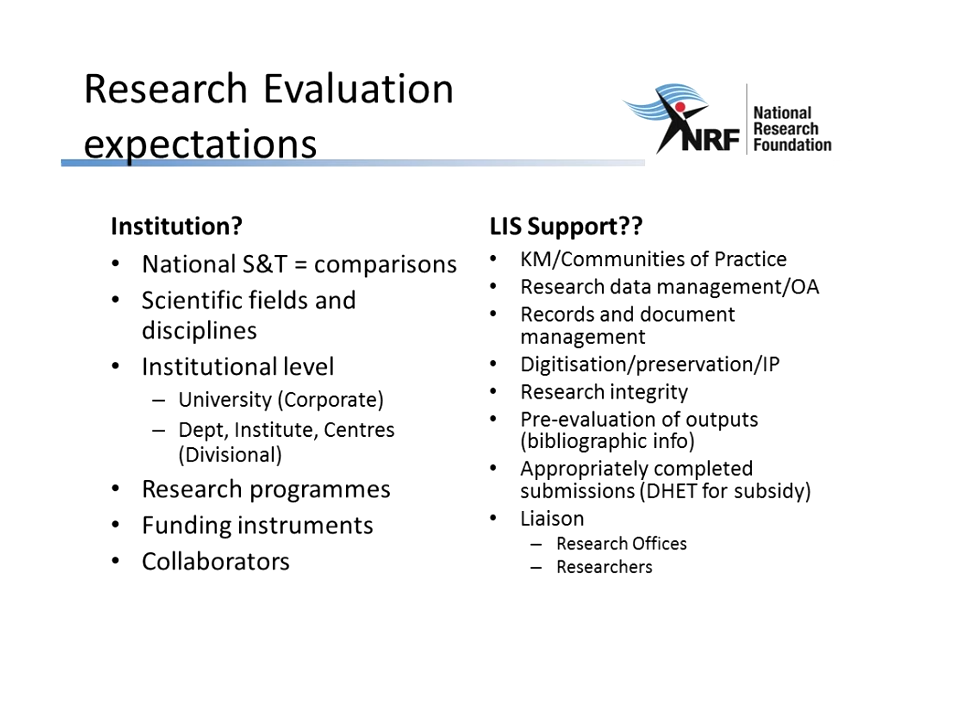 Research Evaluation
expectations
NRF
National
Research
Foundation
Institution?
• National S&T = comparisons
• Scientific fields and
disciplines
• Institutional level
– University (Corporate)
– Dept, Institute, Centres
(Divisional)
• Research programmes
• Funding instruments
• Collaborators
LIS Support??
• KM/Communities of Practice
• Research data management/OA
• Records and document
management
• Digitisation/preservation/IP
• Research integrity
• Pre-evaluation of outputs
(bibliographic info)
• Appropriately completed
submissions (DHET for subsidy)
• Liaison
– Research Offices
– Researchers